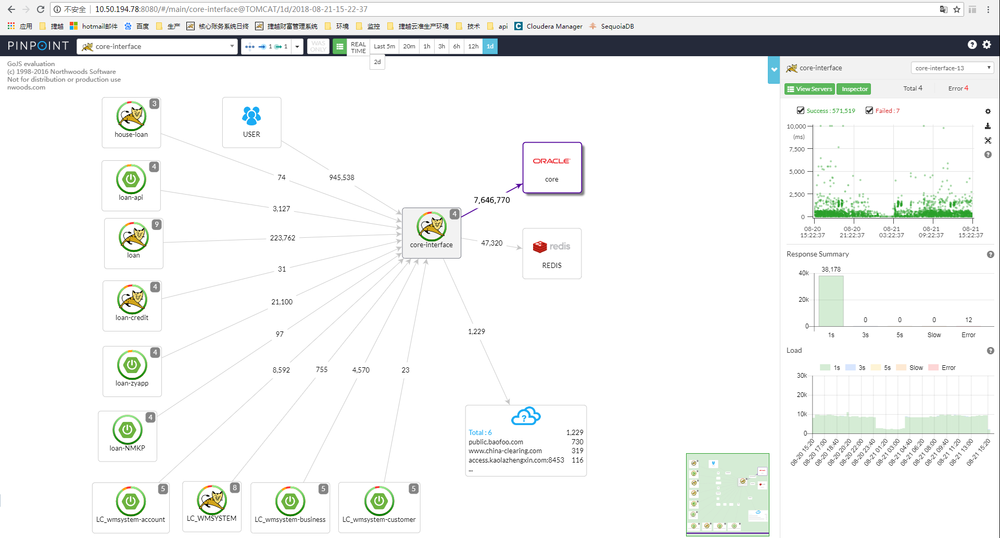 不安全 10.50.194.78:8080/#/main/core-interface@TOMCAT/1d/2018-08-21-15-22-37
应用 捷越 hotmail邮件 百度 生产 核心账务系统日终 捷越财富管理系统 环境 监控 捷越云准生产环境 技术 api Cloudera Manager SequoiaDB
PINPOINT core-interface 1 1 WAS ONLY REAL TIME Last 5m 20m 1h 3h 6h 12h 1d
2d
GoJS evaluation
(c) 1998-2016 Northwoods Software
Not for distribution or production use
nwoods.com
3
house-loan
USER
4
loan-api
9
loan
4
loan-credit
4
loan-zyapp
4
loan-NMKP
5
LC_wmsystem-account
8
LC_WMSYSTEM
5
LC_wmsystem-business
5
LC_wmsystem-customer
74
945,538
3,127
223,762
31
21,100
97
8,592
755
4,570
23
4
core-interface
7,646,770
47,320
1,229
ORACLE
core
redis
REDIS
?
Total : 6 1,229
public.baofoo.com 730
www.china-clearing.com 319
access.kaolazhengxin.com:8453 116
...
core-interface core-interface-13
View Servers Inspector Total 4 Error 4
Success : 571,519 Failed : 7
10,000
(ms)
7,500
5,000
2,500
0
08-20 08-20 08-21 08-21 08-21
15:22:37 21:22:37 03:22:37 09:22:37 15:22:37
Response Summary
38,178
40k
20k
0 0 0 12
0
1s 3s 5s Slow Error
Load
1s 3s 5s Slow Error
30k
20k
10k
0
08-20 15:20 08-20 17:00 08-20 18:40 08-20 20:20 08-20 22:00 08-20 23:40 08-21 01:20 08-21 03:00 08-21 04:40 08-21 06:20 08-21 08:00 08-21 09:40 08-21 11:20 08-21 13:00 08-21 15:20